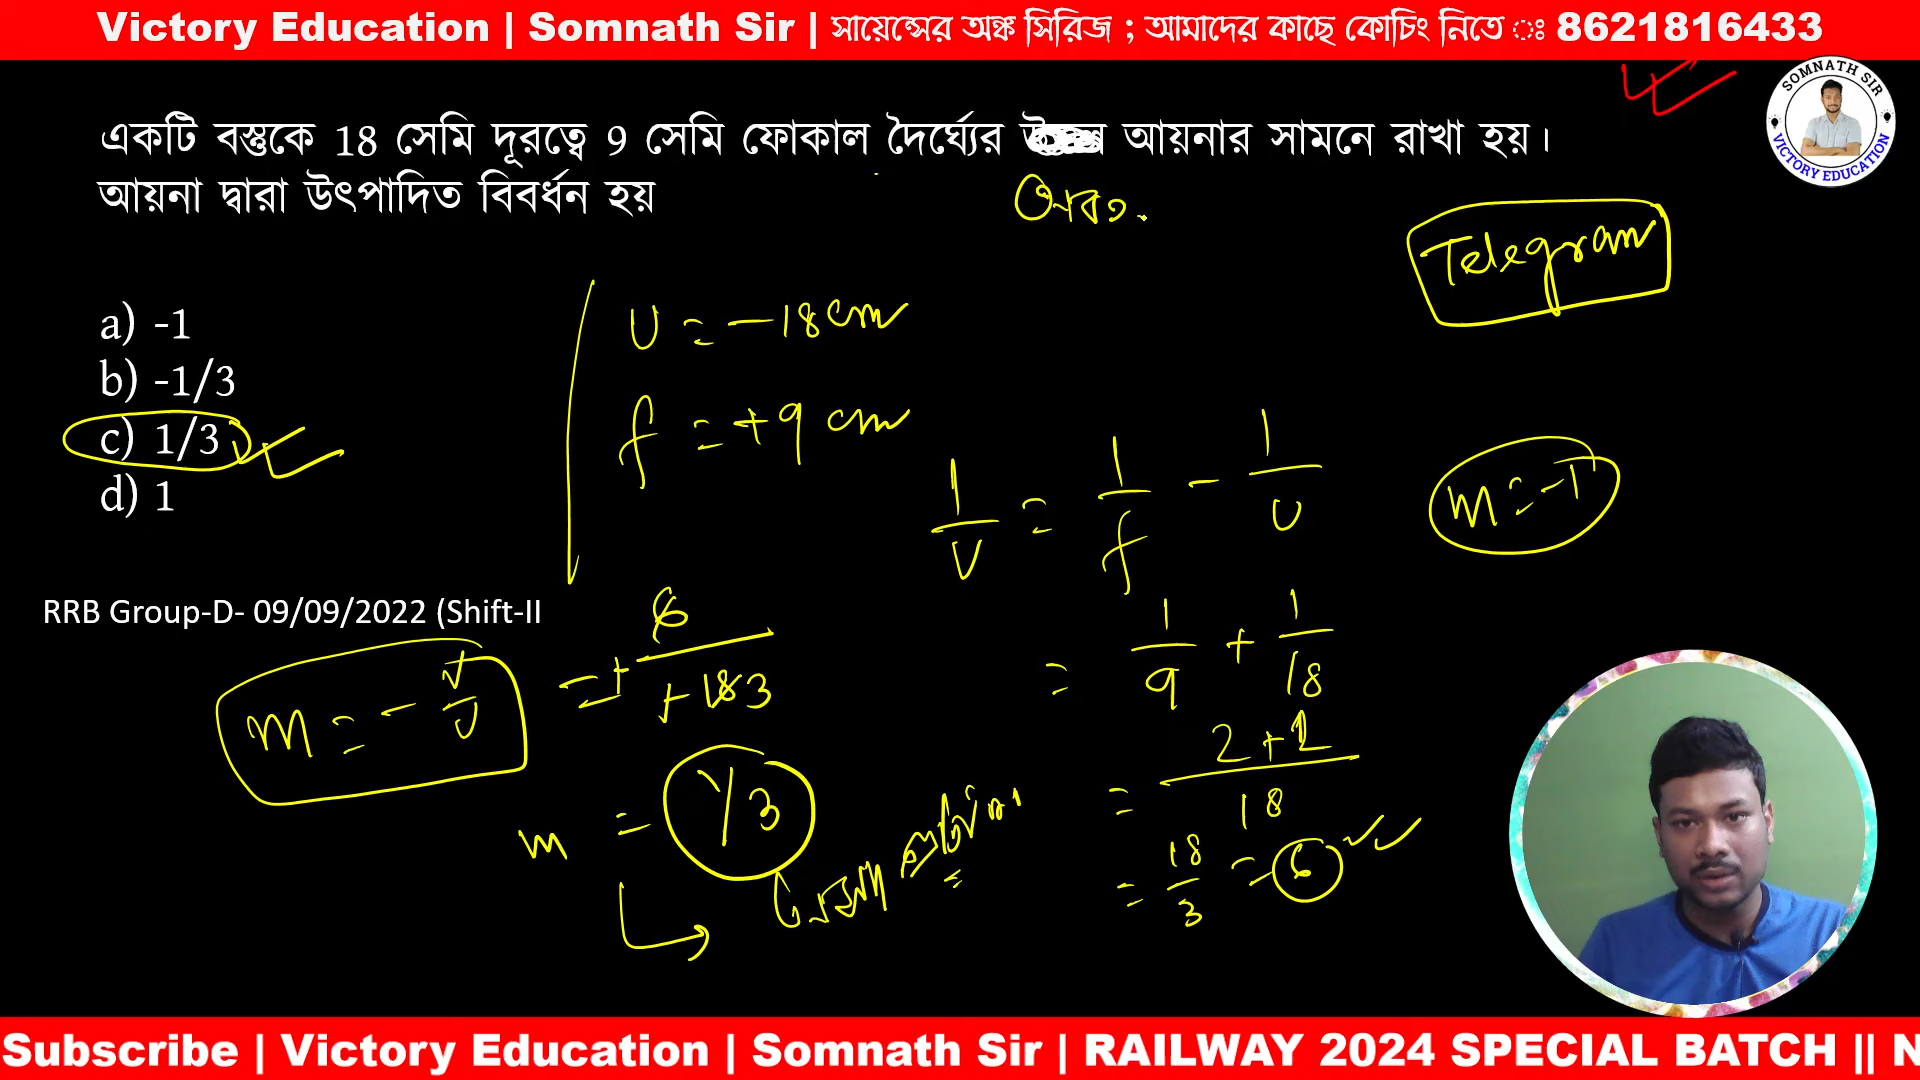 Victory Education | Somnath Sir | সায়েন্সের অঙ্ক সিরিজ ; আমাদের কাছে কোচিং নিতে ঃ 8621816433
SOMNATH SIR
VICTORY EDUCATION
একটি বস্তুকে 18 সেমি দূরত্বে 9 সেমি ফোকাল দৈর্ঘ্যের আয়নার সামনে রাখা হয়।
আয়না দ্বারা উৎপাদিত বিবর্ধন হয়
Telegram
a) -1
b) -1/3
c) 1/3
d) 1
u = -18 cm
f = +9 cm
1/v = 1/f - 1/u
m = -1
RRB Group-D- 09/09/2022 (Shift-II
= 1/9 + 1/18
m = - v/u
= + 6/+18 3
= 2+1/18
m = 1/3
= 18/3 = 6
Subscribe | Victory Education | Somnath Sir | RAILWAY 2024 SPECIAL BATCH || N